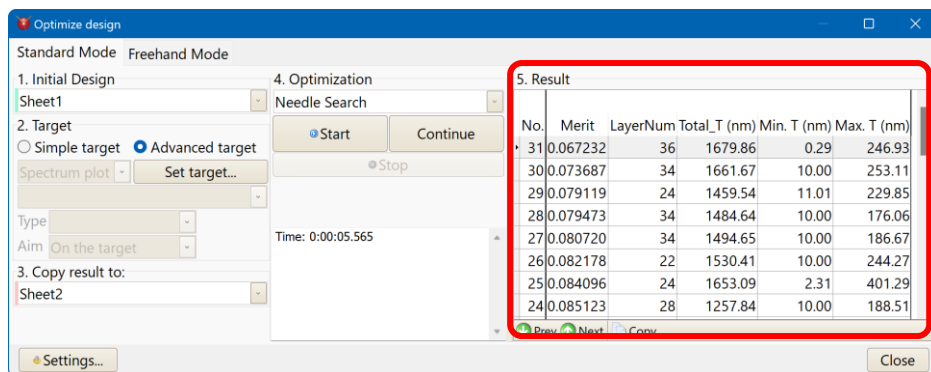 Optimize design
Standard Mode Freehand Mode
1. Initial Design
Sheet1
2. Target
Simple target Advanced target
Spectrum plot Set target...
Type
Aim On the target
3. Copy result to:
Sheet2
4. Optimization
Needle Search
Start Continue
Stop
Time: 0:00:05.565
5. Result
No. Merit LayerNum Total_T (nm) Min. T (nm) Max. T (nm)
31 0.067232 36 1679.86 0.29 246.93
30 0.073687 34 1661.67 10.00 253.11
29 0.079119 24 1459.54 11.01 229.85
28 0.079473 34 1484.64 10.00 176.06
27 0.080720 34 1494.65 10.00 186.67
26 0.082178 22 1530.41 10.00 244.27
25 0.084096 24 1653.09 2.31 401.29
24 0.085123 28 1257.84 10.00 188.51
Prev Next Copy
Settings... Close